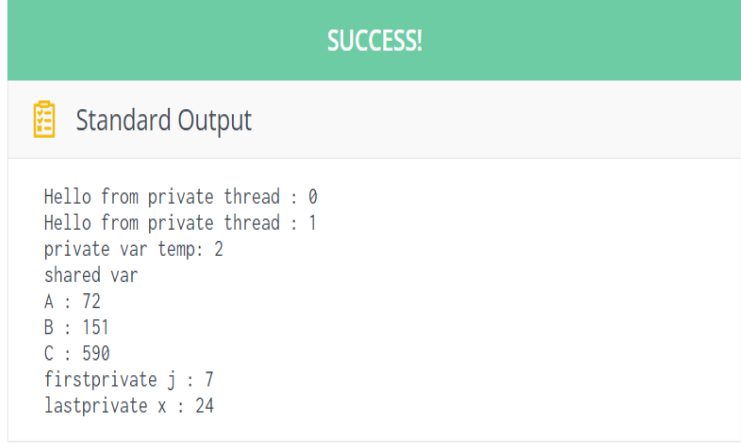 SUCCESS!
Standard Output
Hello from private thread : 0
Hello from private thread : 1
private var temp: 2
shared var
A : 72
B : 151
C : 590
firstprivate j : 7
lastprivate x : 24